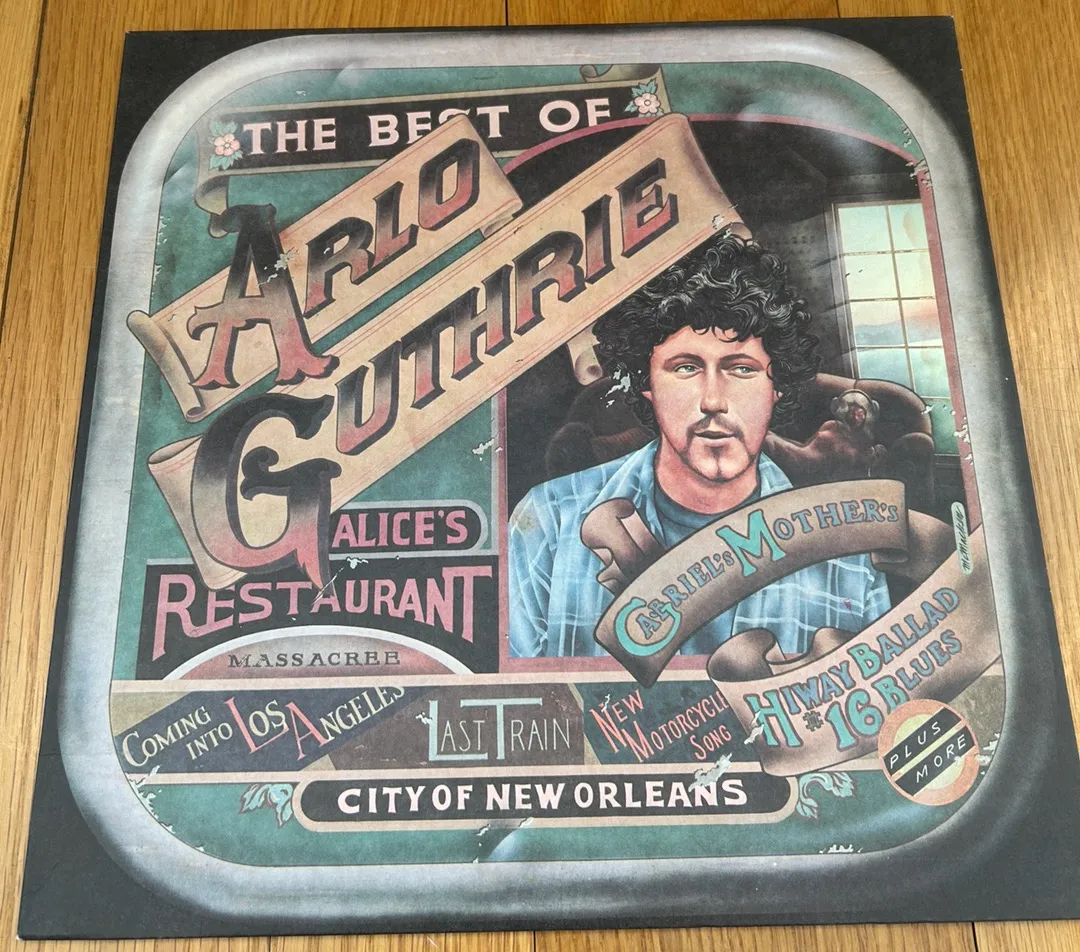 THE BEST OF
ARLO
GUTHRIE
ALICE'S
RESTAURANT
MASSACREE
GABRIEL'S MOTHER'S
HIWAY BALLAD
#16 BLUES
COMING
INTO LOS ANGELES
LAST TRAIN
NEW
MOTORCYCLE
SONG
PLUS
MORE
CITY OF NEW ORLEANS